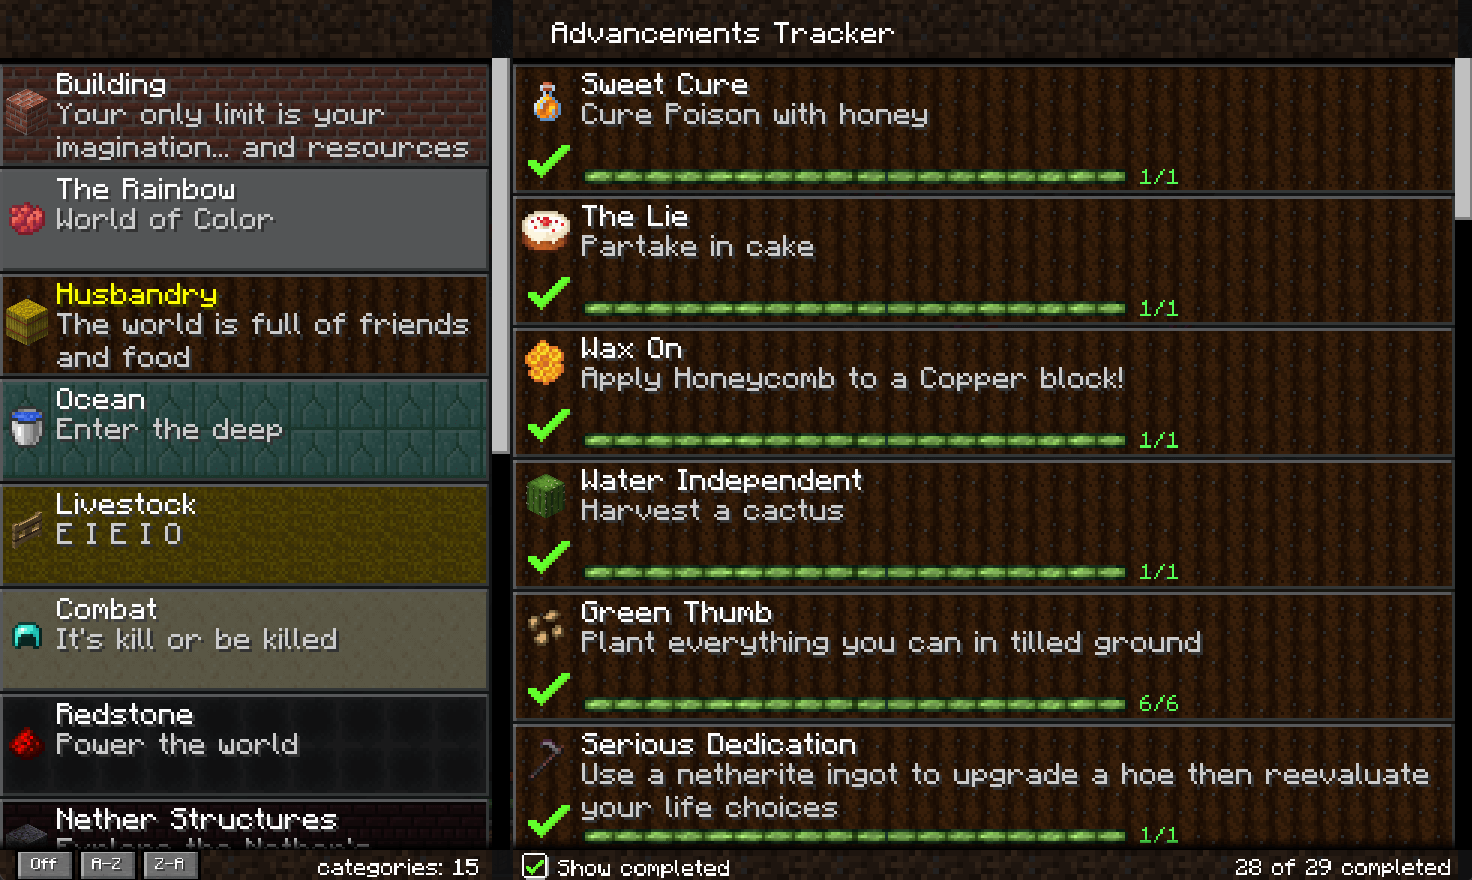 Advancements Tracker
Building
Your only limit is your
imagination... and resources
The Rainbow
World of Color
Husbandry
The world is full of friends
and food
Ocean
Enter the deep
Livestock
E I E I O
Combat
It's kill or be killed
Redstone
Power the world
Nether Structures
Explore the Nether's
Off
A-Z
Z-A
categories: 15
Sweet Cure
Cure Poison with honey
1/1
The Lie
Partake in cake
1/1
Wax On
Apply Honeycomb to a Copper block!
1/1
Water Independent
Harvest a cactus
1/1
Green Thumb
Plant everything you can in tilled ground
6/6
Serious Dedication
Use a netherite ingot to upgrade a hoe then reevaluate
your life choices
1/1
Show completed
28 of 29 completed